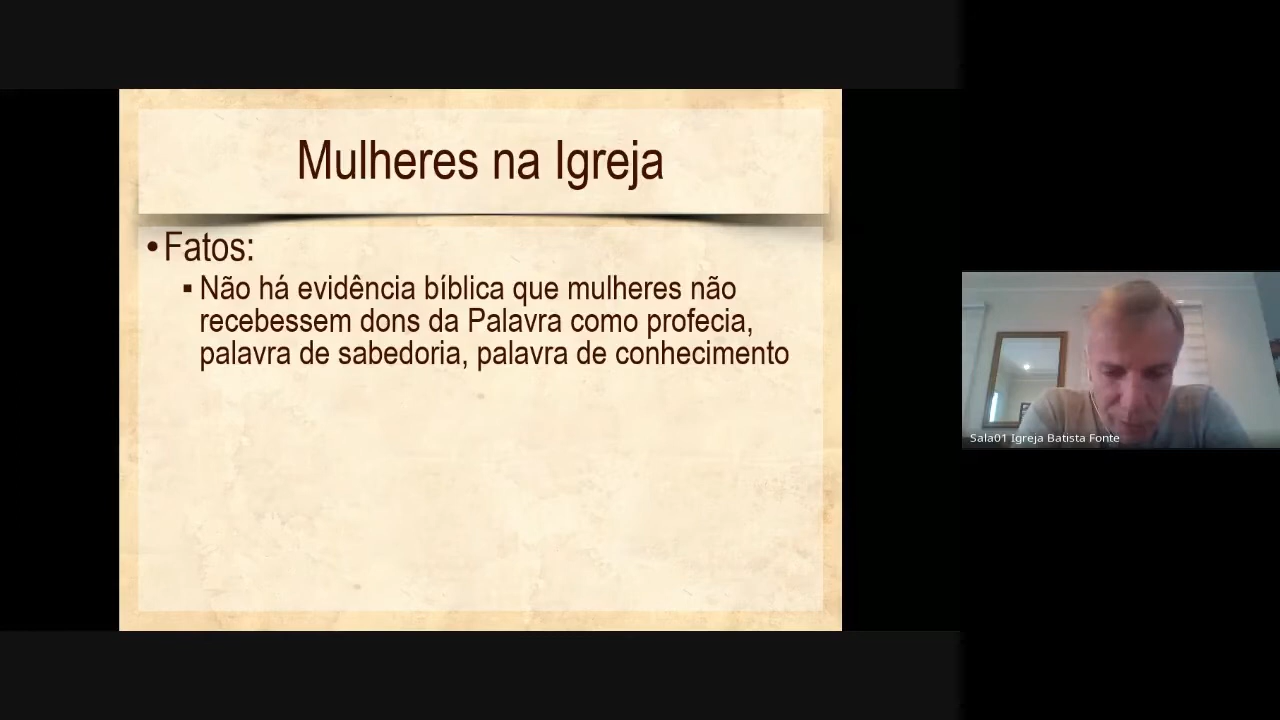 Mulheres na Igreja
•Fatos:
▪ Não há evidência bíblica que mulheres não
recebessem dons da Palavra como profecia,
palavra de sabedoria, palavra de conhecimento
Sala01 Igreja Batista Fonte